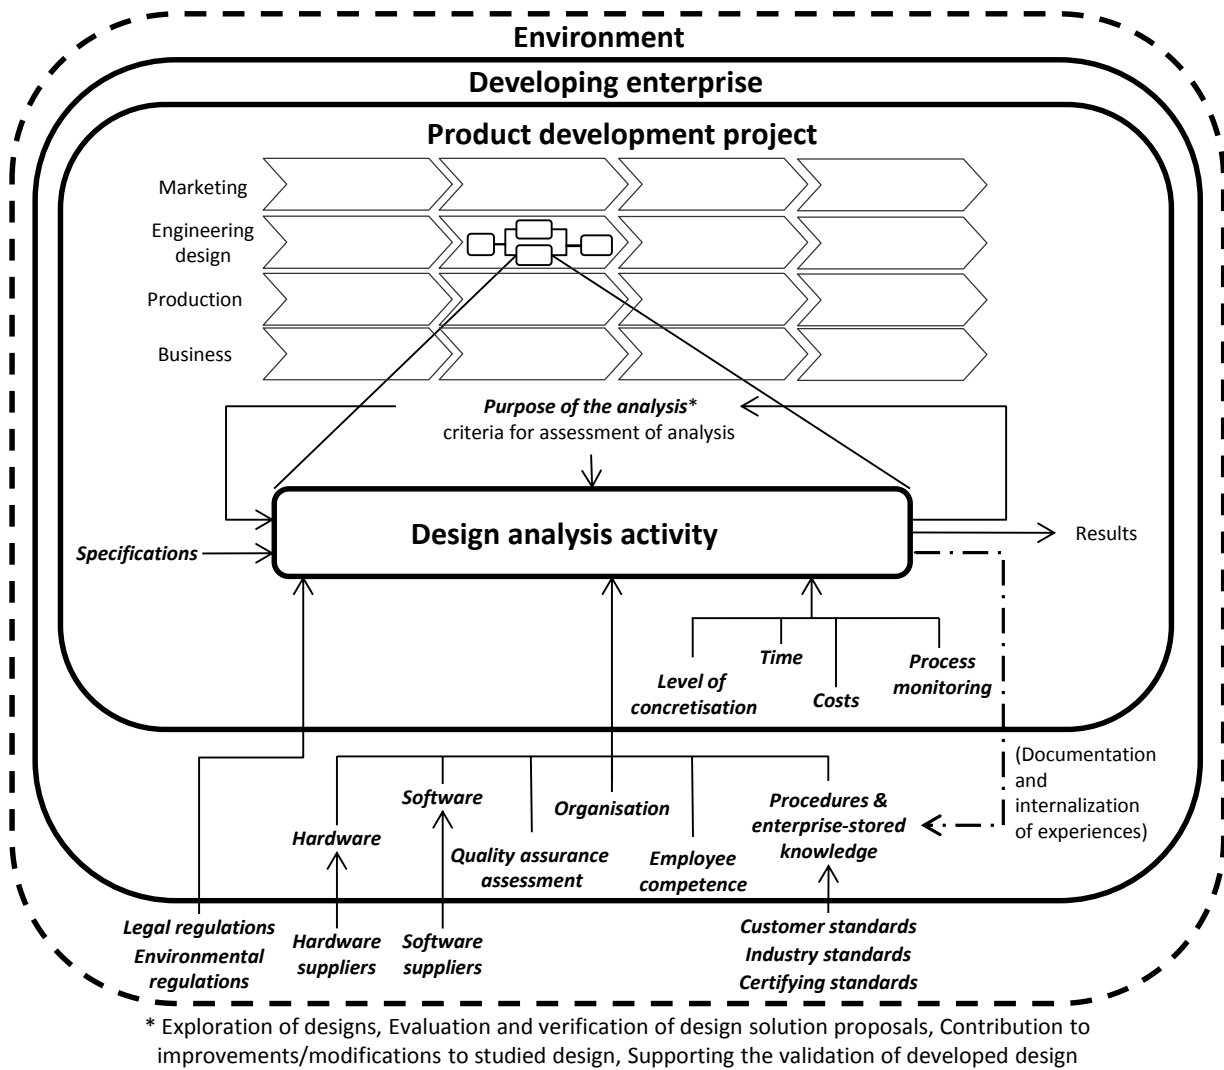 Environment
Developing enterprise
Product development project
Marketing
Engineering
design
Production
Business
Purpose of the analysis*
criteria for assessment of analysis
Design analysis activity
Specifications
Results
Time
Process
monitoring
Level of
concretisation
Costs
(Documentation
and
internalization
of experiences)
Software
Organisation
Procedures &
enterprise-stored
knowledge
Hardware
Quality assurance
assessment
Employee
competence
Legal regulations
Environmental
regulations
Hardware
suppliers
Software
suppliers
Customer standards
Industry standards
Certifying standards
* Exploration of designs, Evaluation and verification of design solution proposals, Contribution to
improvements/modifications to studied design, Supporting the validation of developed design